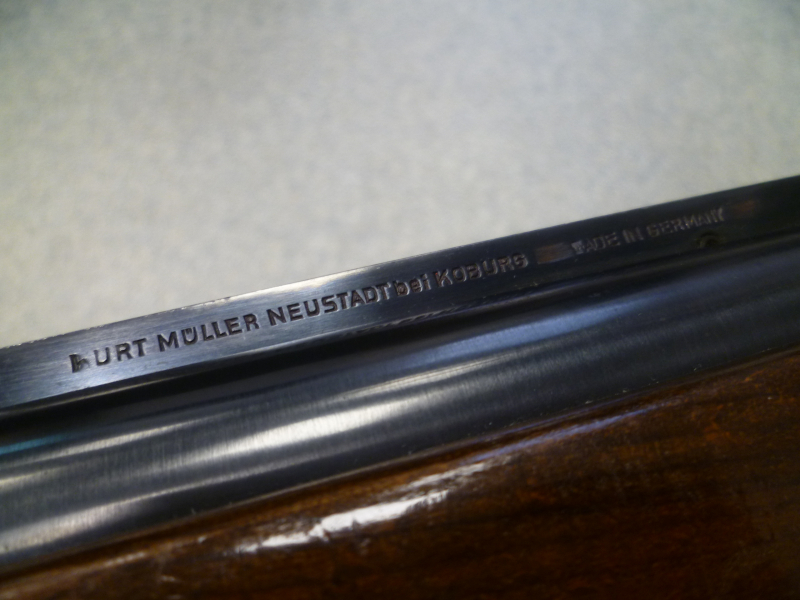 KURT MÜLLER NEUSTADT bei KOBURG MADE IN GERMANY